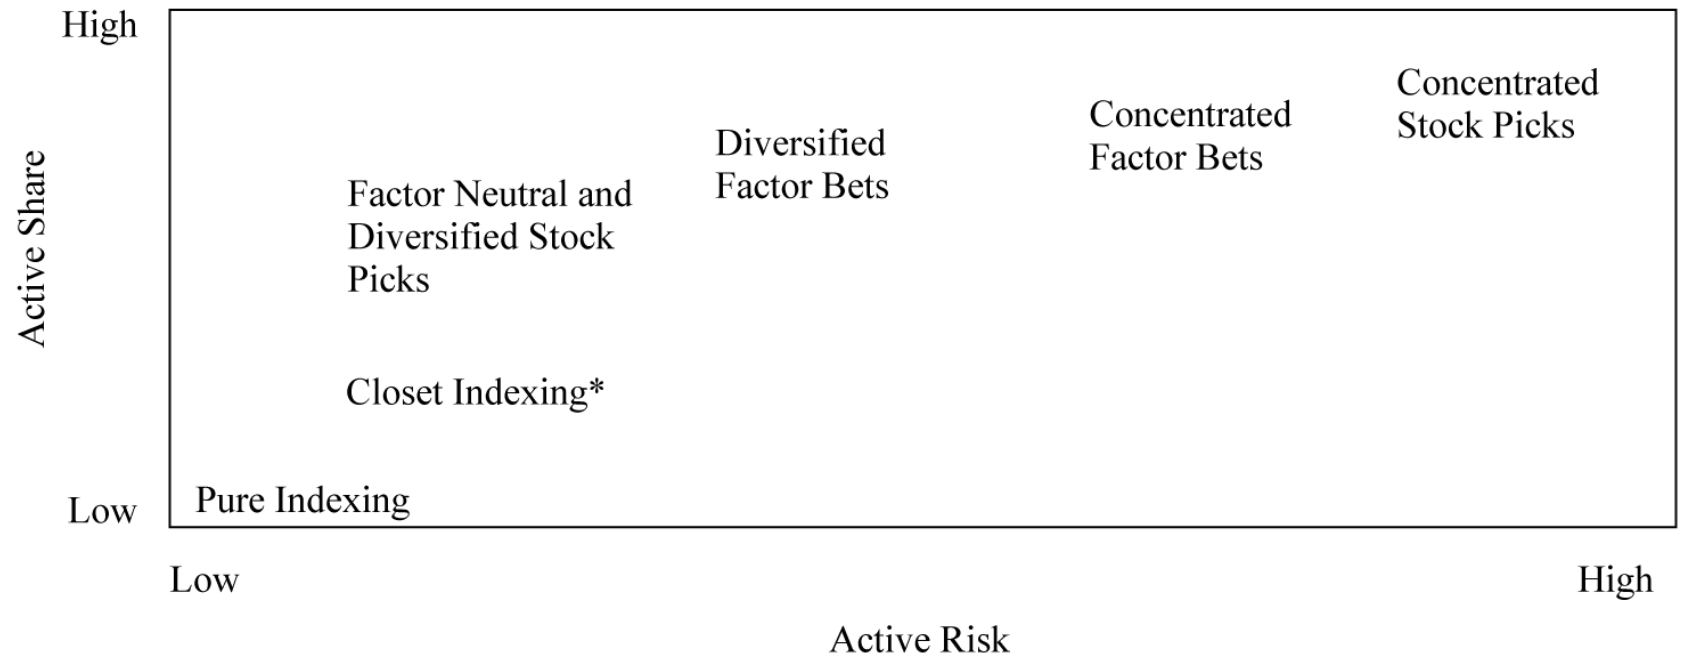 High
Concentrated
Stock Picks
Concentrated
Factor Bets
Diversified
Factor Bets
Factor Neutral and
Diversified Stock
Picks
Active Share
Closet Indexing*
Pure Indexing
Low
Low
High
Active Risk